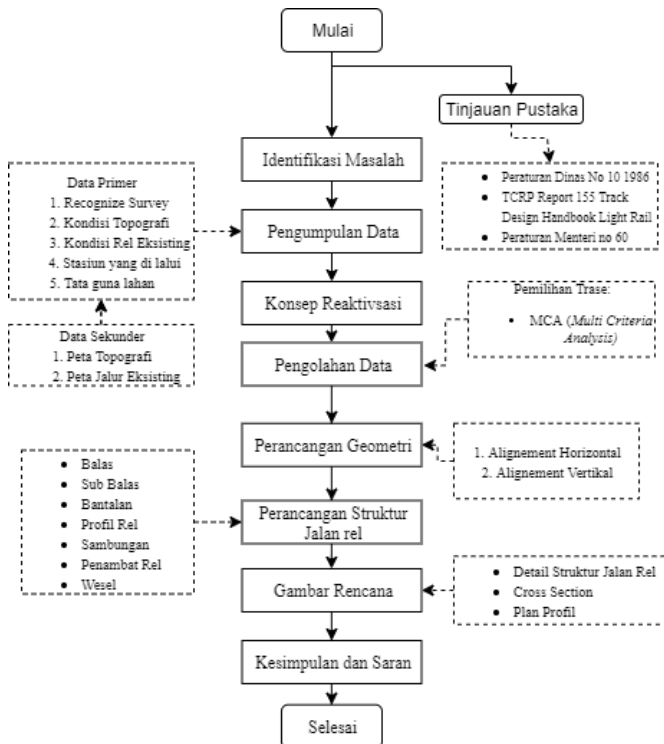 Mulai
Tinjauan Pustaka
Identifikasi Masalah
• Peraturan Dinas No 10 1986
• TCRP Report 155 Track
Design Handbook Light Rail
• Peraturan Menteri no 60
Data Primer
1. Recognize Survey
2. Kondisi Topografi
3. Kondisi Rel Eksisting
4. Stasiun yang di lalui
5. Tata guna lahan
Pengumpulan Data
Konsep Reaktivsasi
Pemilihan Trase:
• MCA (Multi Criteria
Analysis)
Data Sekunder
1. Peta Topografi
2. Peta Jalur Eksisting
Pengolahan Data
Perancangan Geometri
1. Alignement Horizontal
2. Alignement Vertikal
• Balas
• Sub Balas
• Bantalan
• Profil Rel
• Sambungan
• Penambat Rel
• Wesel
Perancangan Struktur
Jalan rel
Gambar Rencana
• Detail Struktur Jalan Rel
• Cross Section
• Plan Profil
Kesimpulan dan Saran
Selesai